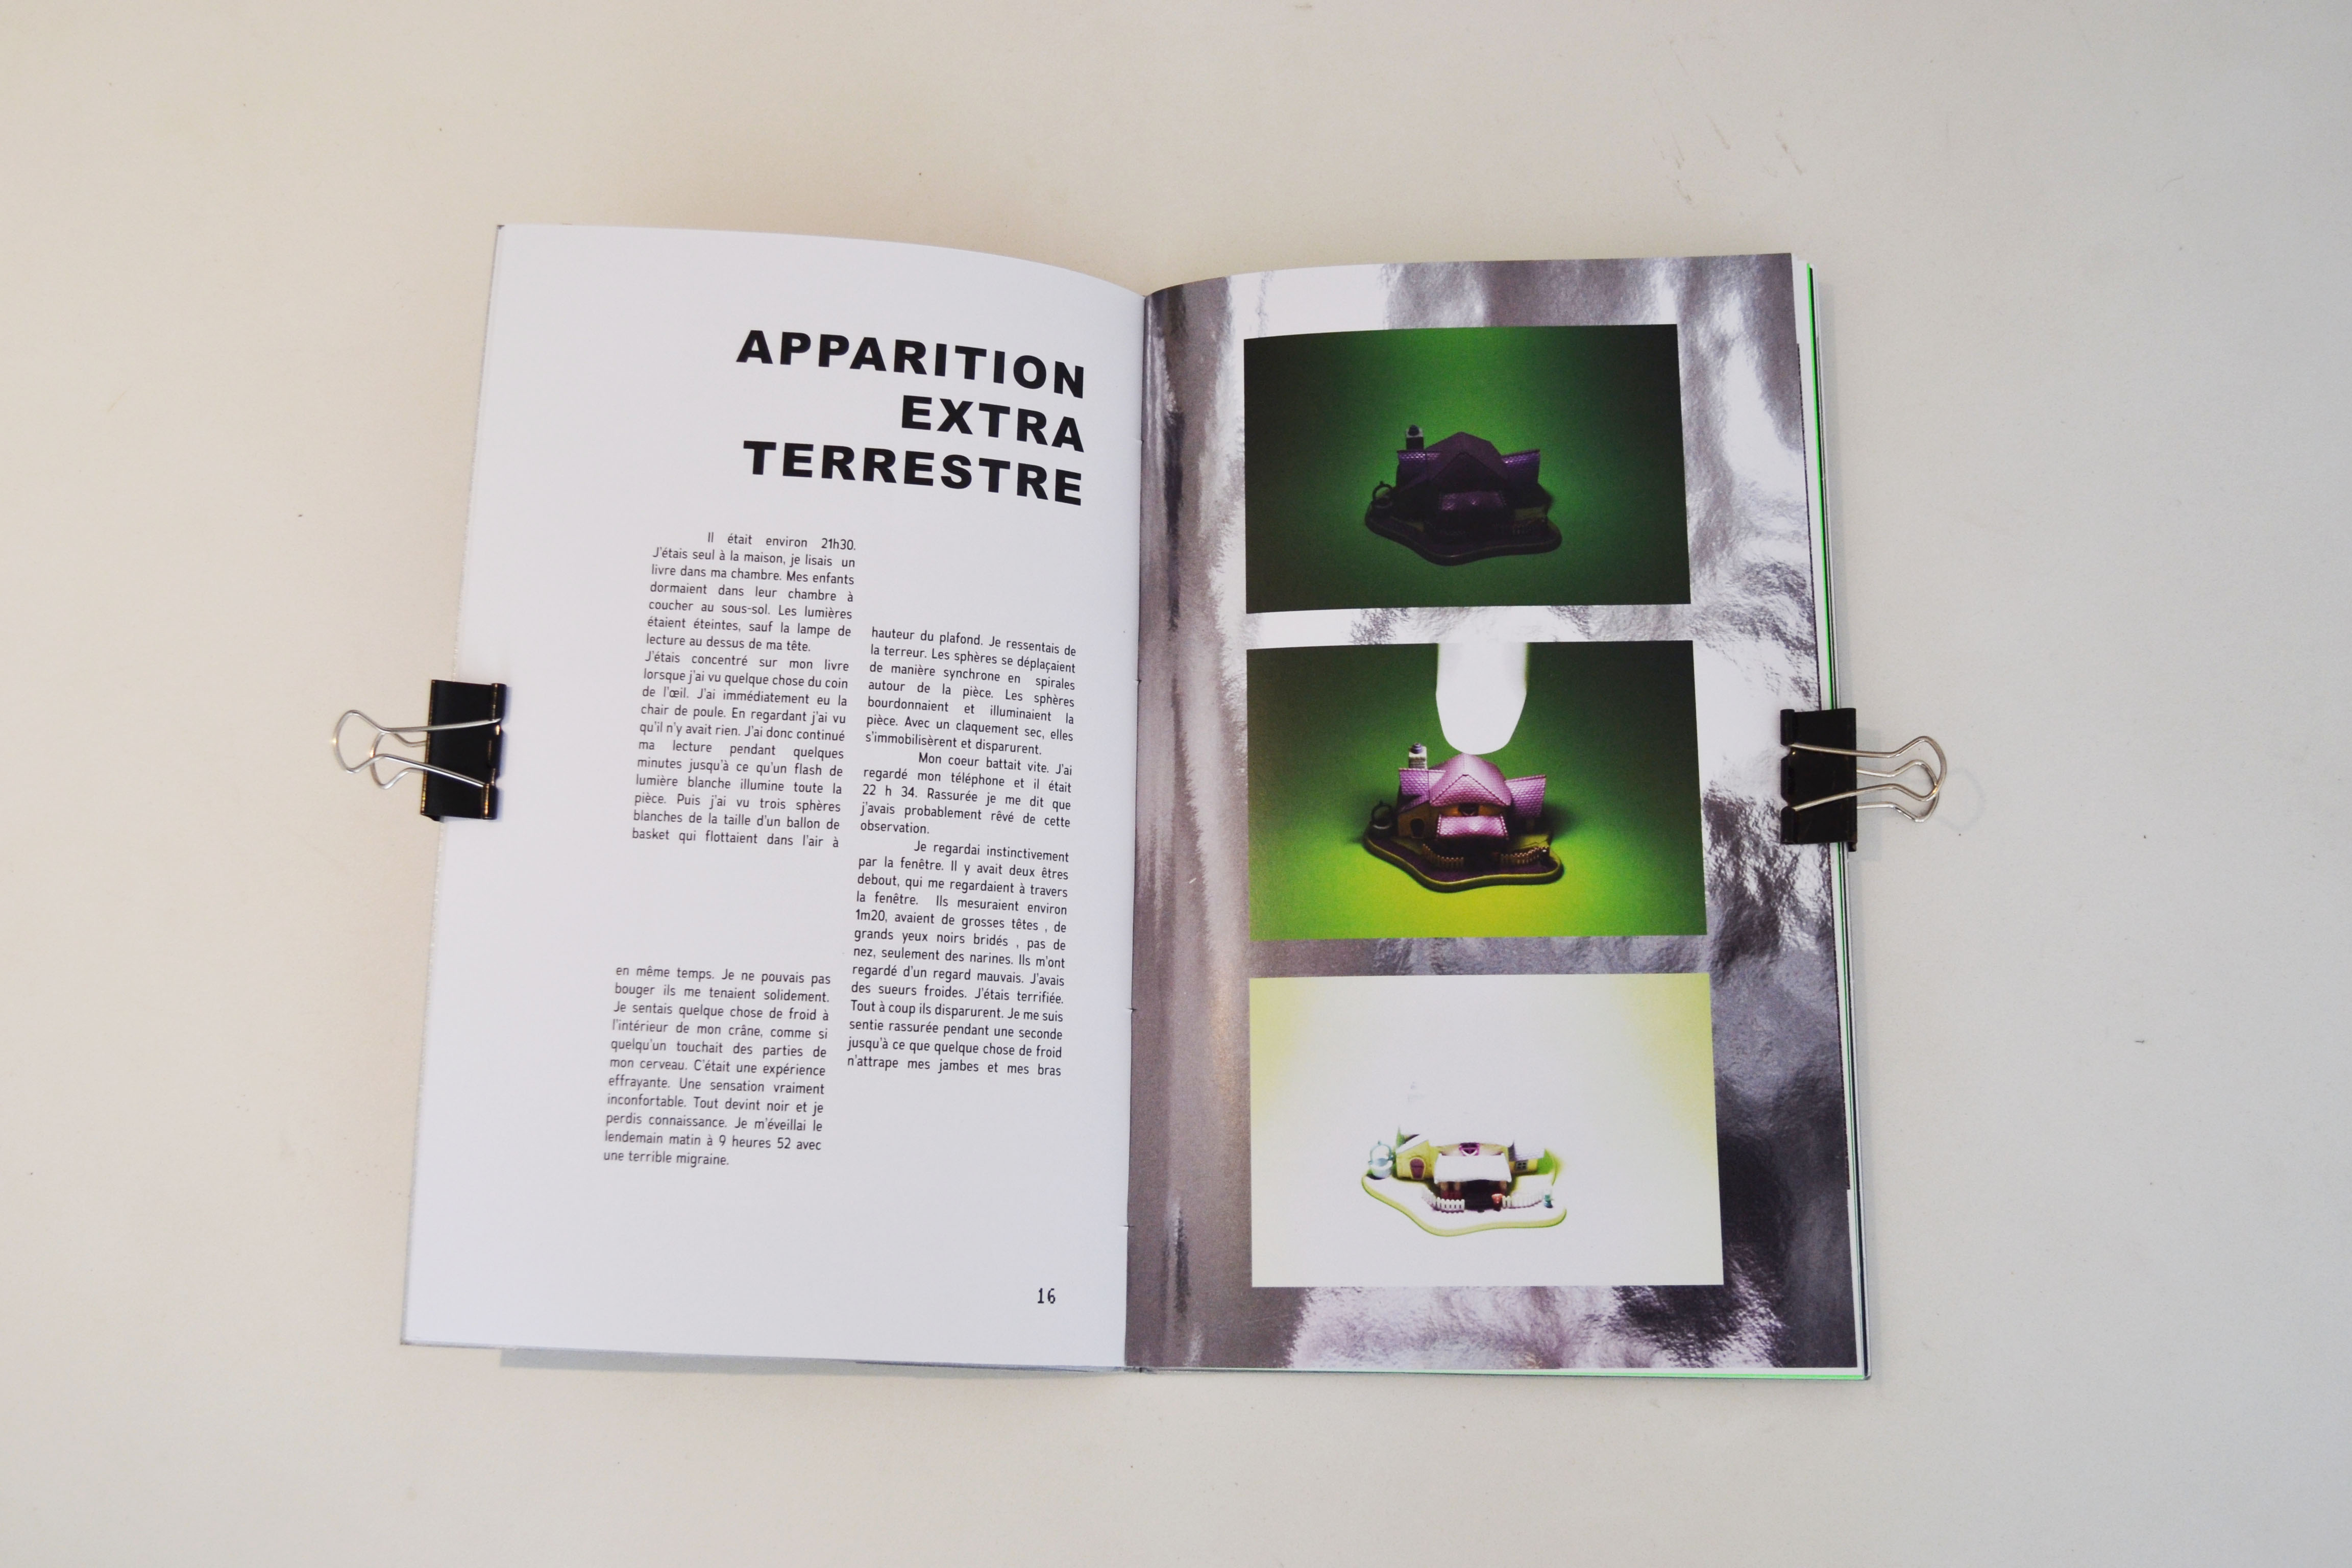 APPARITION
EXTRA
TERRESTRE
Il était environ 21h30.
J'étais seul à la maison, je lisais un
livre dans ma chambre. Mes enfants
dormaient dans leur chambre à
coucher au sous-sol. Les lumières
étaient éteintes, sauf la lampe de
lecture au dessus de ma tête.
J'étais concentré sur mon livre
lorsque j'ai vu quelque chose du coin
de l'œil. J'ai immédiatement eu la
chair de poule. En regardant j'ai vu
qu'il n'y avait rien. J'ai donc continué
ma lecture pendant quelques
minutes jusqu'à ce qu'un flash de
lumière blanche illumine toute la
pièce. Puis j'ai vu trois sphères
blanches de la taille d'un ballon de
basket qui flottaient dans l'air à
hauteur du plafond. Je ressentais de
la terreur. Les sphères se déplaçaient
de manière synchrone en spirales
autour de la pièce. Les sphères
bourdonnaient et illuminaient la
pièce. Avec un claquement sec, elles
s'immobilisèrent et disparurent.
Mon coeur battait vite. J'ai
regardé mon téléphone et il était
22 h 34. Rassurée je me dit que
j'avais probablement rêvé de cette
observation.
Je regardai instinctivement
par la fenêtre. Il y avait deux êtres
debout, qui me regardaient à travers
la fenêtre. Ils mesuraient environ
1m20, avaient de grosses têtes , de
grands yeux noirs bridés , pas de
nez, seulement des narines. Ils m'ont
regardé d'un regard mauvais. J'avais
des sueurs froides. J'étais terrifiée.
Tout à coup ils disparurent. Je me suis
sentie rassurée pendant une seconde
jusqu'à ce que quelque chose de froid
n'attrape mes jambes et mes bras
en même temps. Je ne pouvais pas
bouger ils me tenaient solidement.
Je sentais quelque chose de froid à
l'intérieur de mon crâne, comme si
quelqu'un touchait des parties de
mon cerveau. C'était une expérience
effrayante. Une sensation vraiment
inconfortable. Tout devint noir et je
perdis connaissance. Je m'éveillai le
lendemain matin à 9 heures 52 avec
une terrible migraine.
16